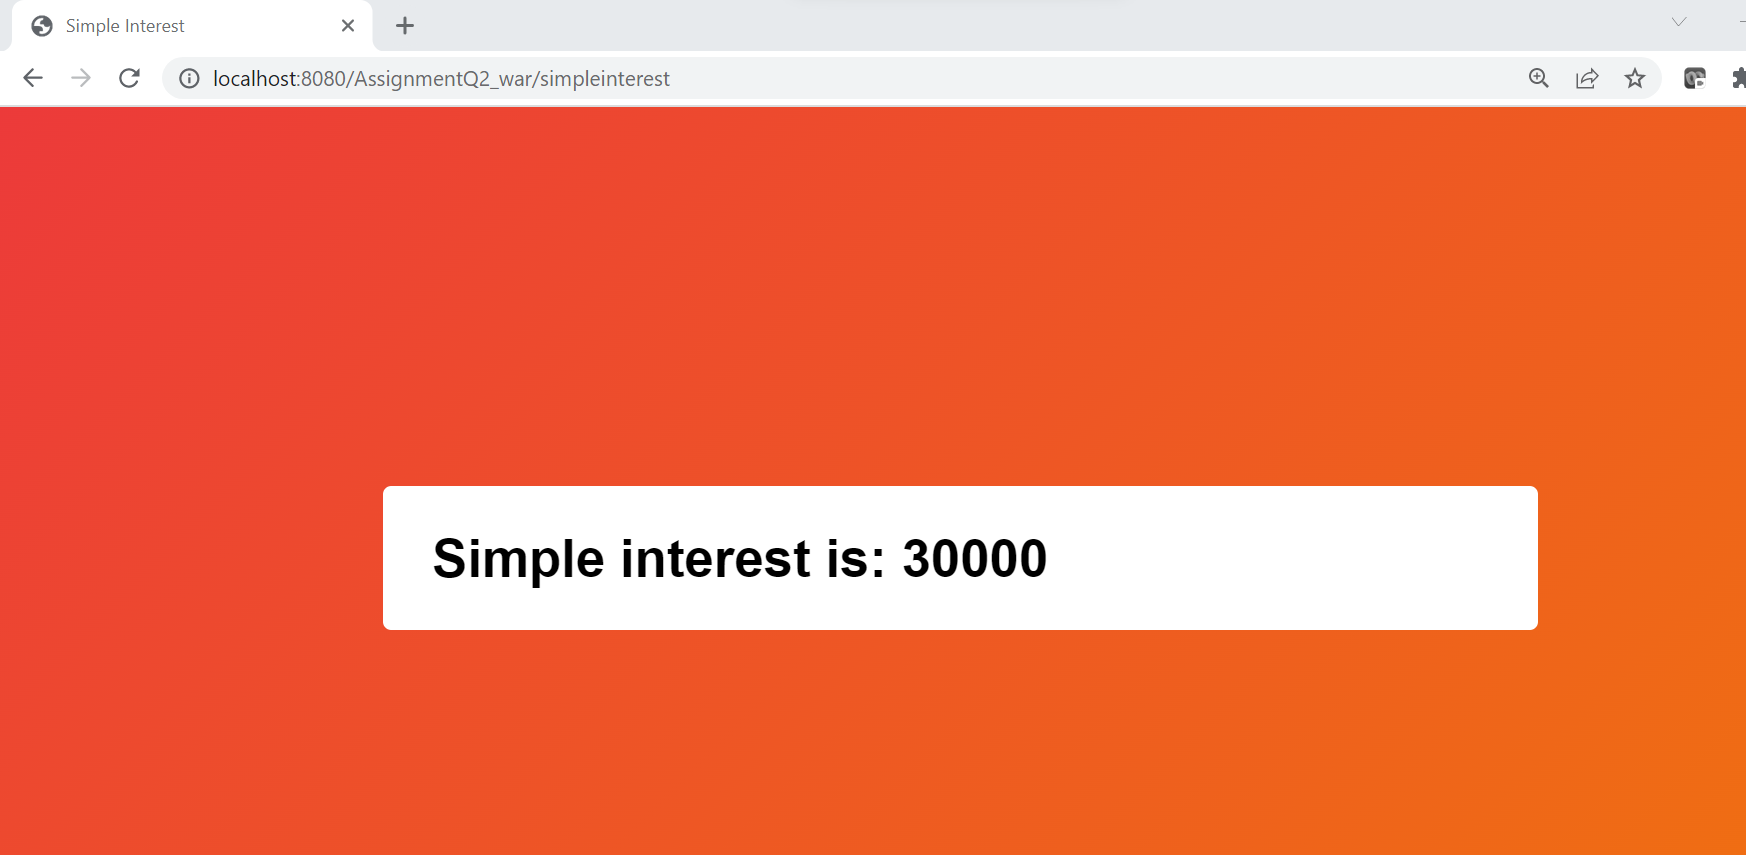 Simple Interest
localhost:8080/AssignmentQ2_war/simpleinterest
Simple interest is: 30000